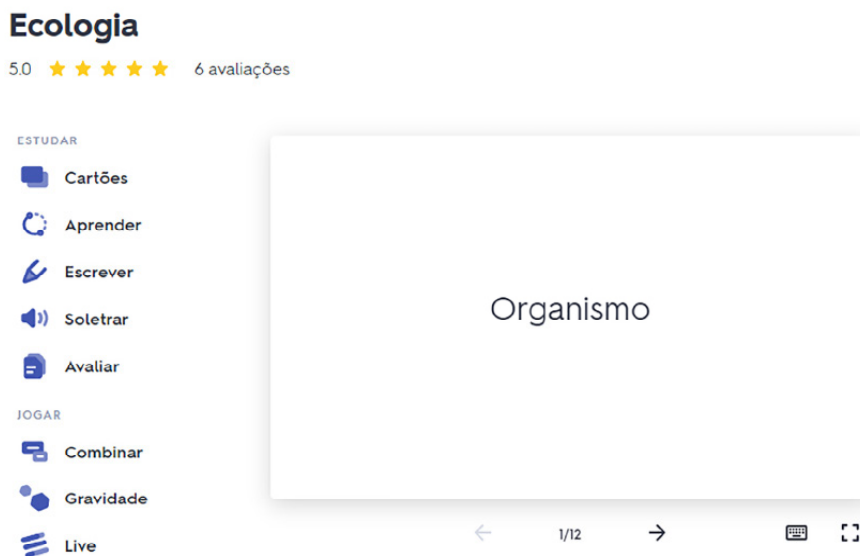 Ecologia
5.0 6 avaliações
ESTUDAR
Cartões
Aprender
Escrever
Soletrar
Avaliar
JOGAR
Combinar
Gravidade
Live
Organismo
1/12